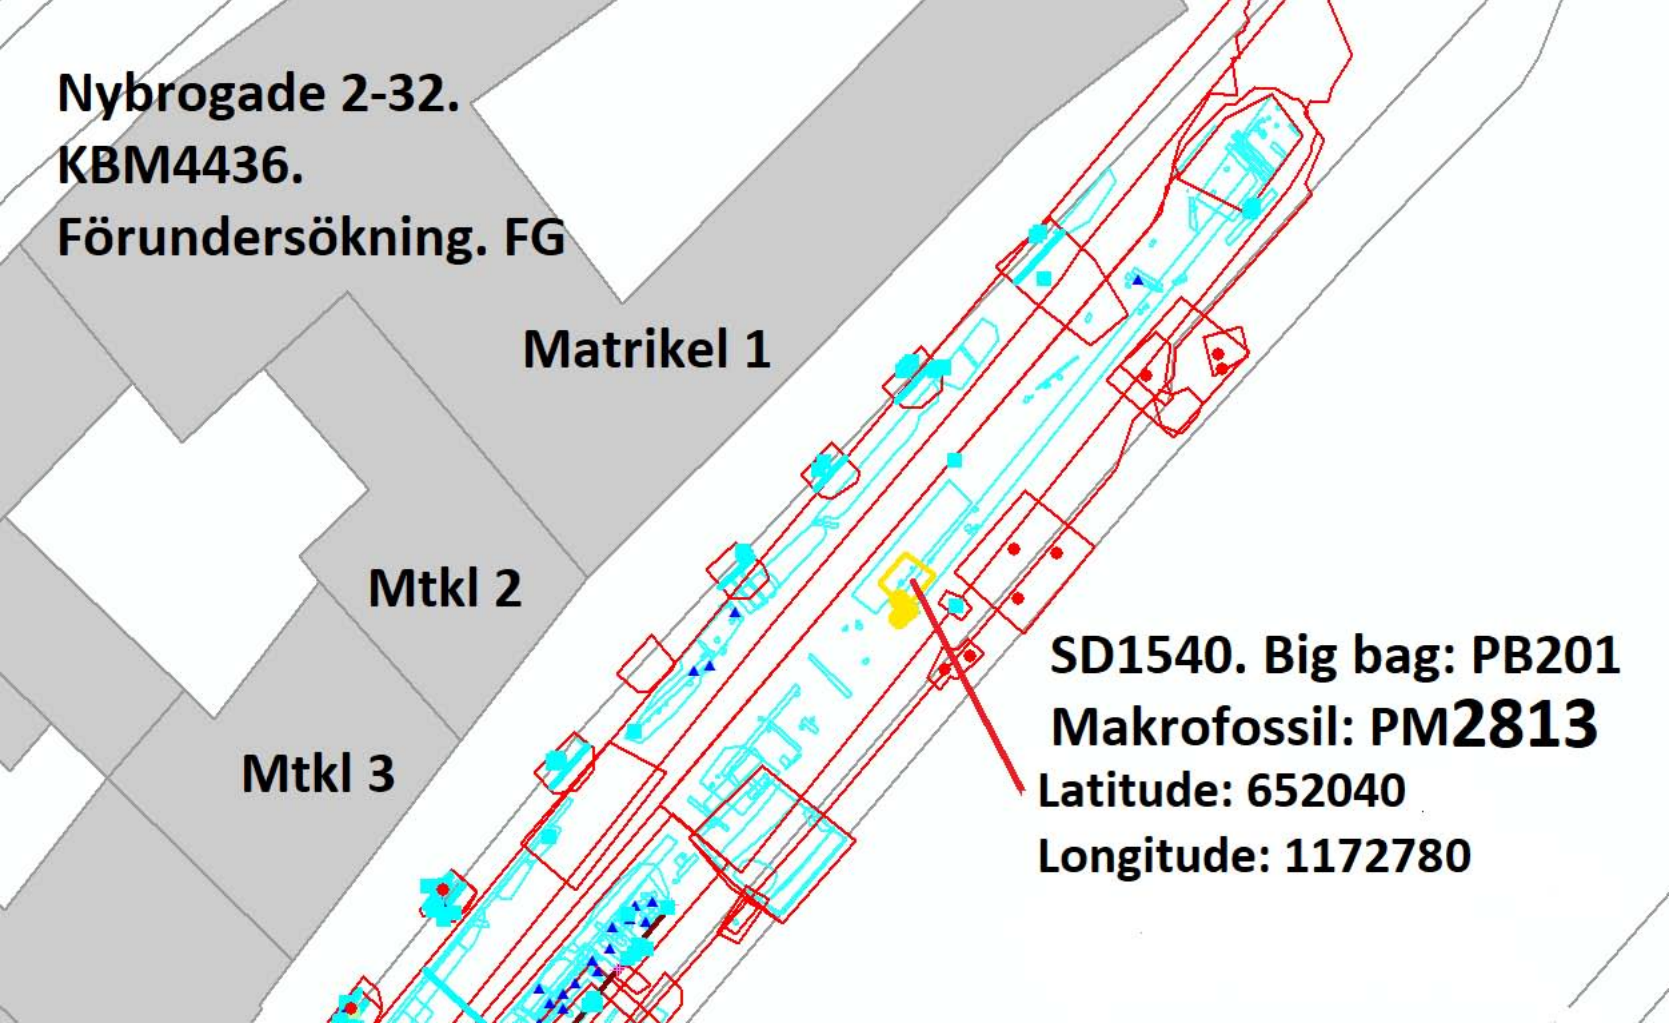 Nybrogade 2-32.
KBM4436.
Förundersökning. FG
Matrikel 1
Mtkl 2
Mtkl 3
SD1540. Big bag: PB201
Makrofossil: PM2813
Latitude: 652040
Longitude: 1172780